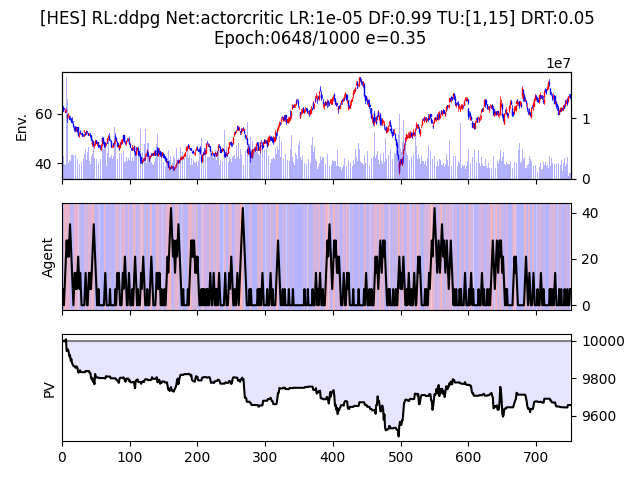 [HES] RL:ddpg Net:actorcritic LR:1e-05 DF:0.99 TU:[1,15] DRT:0.05
Epoch:0648/1000 e=0.35
1e7
Env.
60
40
1
0
Agent
40
20
0
PV
10000
9800
9600
0 100 200 300 400 500 600 700